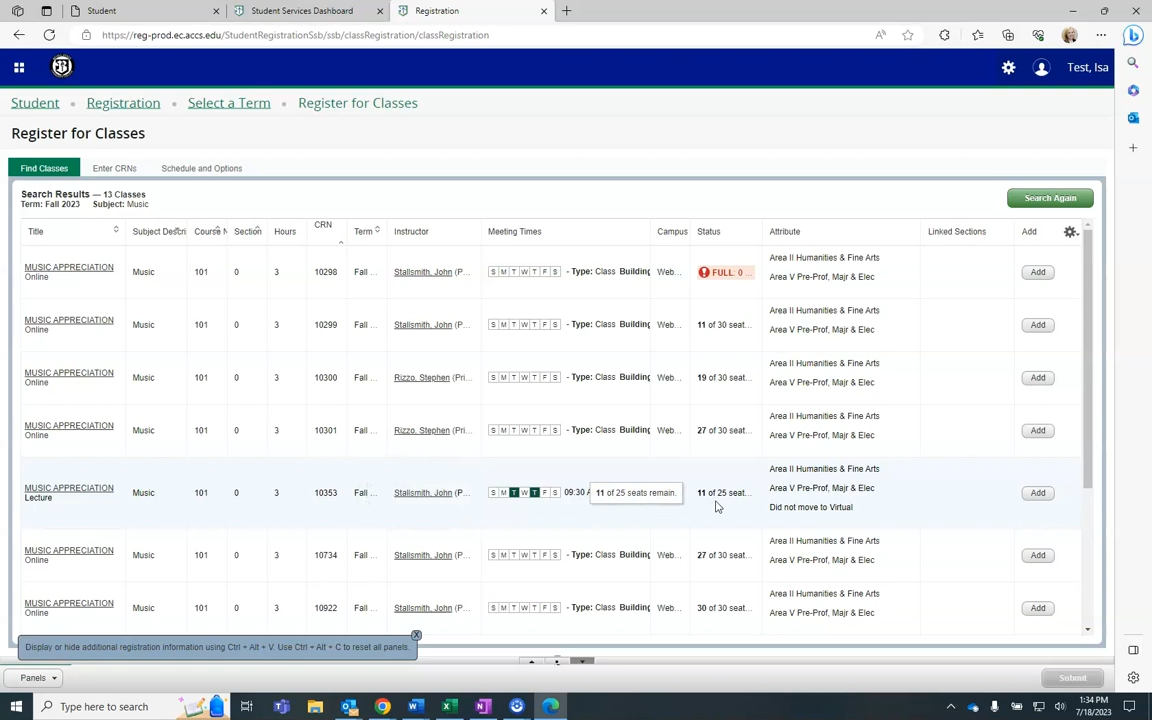 Student
Student Services Dashboard
Registration
https://reg-prod.ec.accs.edu/StudentRegistrationSsb/ssb/classRegistration/classRegistration
Test, Isa
Student • Registration • Select a Term • Register for Classes
Register for Classes
Find Classes Enter CRNs Schedule and Options
Search Results — 13 Classes
Term: Fall 2023 Subject: Music
Search Again
Title Subject Descri Course N Section Hours CRN Term Instructor Meeting Times Campus Status Attribute Linked Sections Add
MUSIC APPRECIATION
Online
Music 101 0 3 10298 Fall ... Stallsmith, John (P... S M T W T F S - Type: Class Building Web... FULL: 0 ...
Area II Humanities & Fine Arts
Area V Pre-Prof, Majr & Elec
Add
MUSIC APPRECIATION
Online
Music 101 0 3 10299 Fall ... Stallsmith, John (P... S M T W T F S - Type: Class Building Web... 11 of 30 seat...
Area II Humanities & Fine Arts
Area V Pre-Prof, Majr & Elec
Add
MUSIC APPRECIATION
Online
Music 101 0 3 10300 Fall ... Rizzo, Stephen (Pri... S M T W T F S - Type: Class Building Web... 19 of 30 seat...
Area II Humanities & Fine Arts
Area V Pre-Prof, Majr & Elec
Add
MUSIC APPRECIATION
Online
Music 101 0 3 10301 Fall ... Rizzo, Stephen (Pri... S M T W T F S - Type: Class Building Web... 27 of 30 seat...
Area II Humanities & Fine Arts
Area V Pre-Prof, Majr & Elec
Add
MUSIC APPRECIATION
Lecture
Music 101 0 3 10353 Fall ... Stallsmith, John (P... S M T W T F S 09:30 A 11 of 25 seats remain. 11 of 25 seat...
Area II Humanities & Fine Arts
Area V Pre-Prof, Majr & Elec
Did not move to Virtual
Add
MUSIC APPRECIATION
Online
Music 101 0 3 10734 Fall ... Stallsmith, John (P... S M T W T F S - Type: Class Building Web... 27 of 30 seat...
Area II Humanities & Fine Arts
Area V Pre-Prof, Majr & Elec
Add
MUSIC APPRECIATION
Online
Music 101 0 3 10922 Fall ... Stallsmith, John (P... S M T W T F S - Type: Class Building Web... 30 of 30 seat...
Area II Humanities & Fine Arts
Area V Pre-Prof, Majr & Elec
Add
Display or hide additional registration information using Ctrl + Alt + V. Use Ctrl + Alt + C to reset all panels.
Panels Submit
Type here to search
1:34 PM
7/18/2023